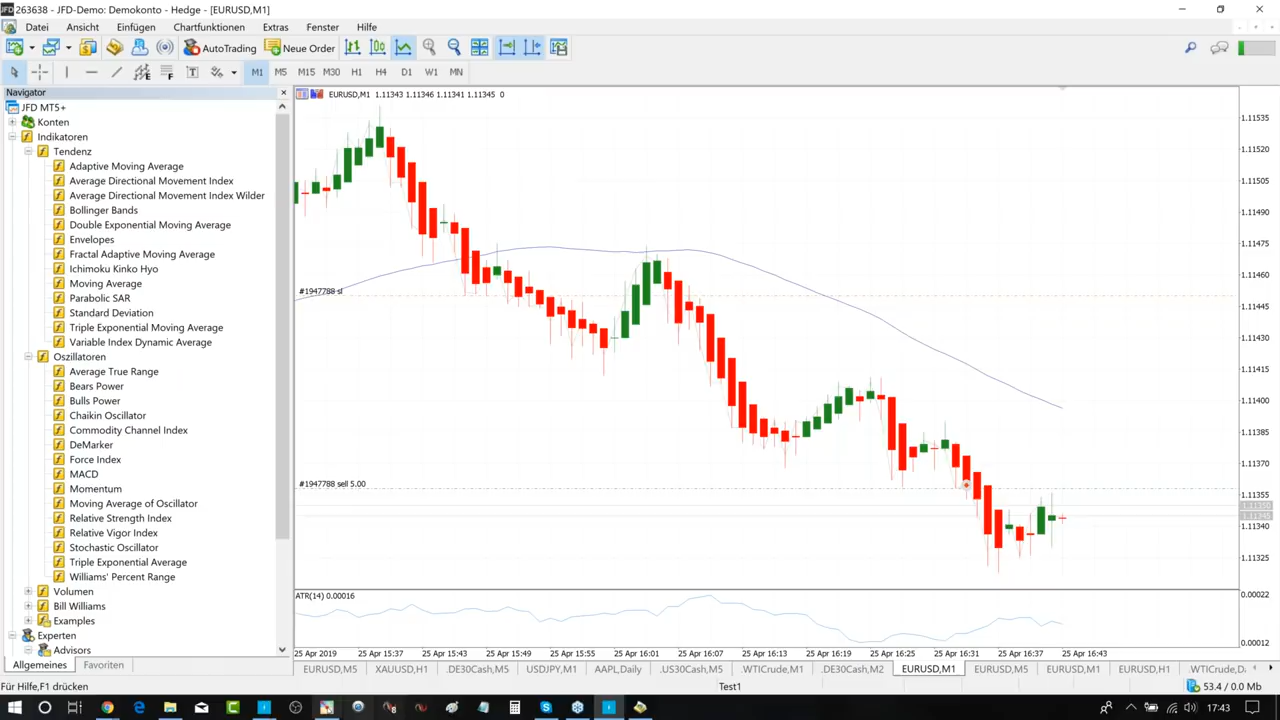 263638 - JFD-Demo: Demokonto - Hedge - [EURUSD,M1]
Datei Ansicht Einfügen Chartfunktionen Extras Fenster Hilfe
AutoTrading Neue Order
M1 M5 M15 M30 H1 H4 D1 W1 MN
Navigator
JFD MT5+
Konten
Indikatoren
Tendenz
Adaptive Moving Average
Average Directional Movement Index
Average Directional Movement Index Wilder
Bollinger Bands
Double Exponential Moving Average
Envelopes
Fractal Adaptive Moving Average
Ichimoku Kinko Hyo
Moving Average
Parabolic SAR
Standard Deviation
Triple Exponential Moving Average
Variable Index Dynamic Average
Oszillatoren
Average True Range
Bears Power
Bulls Power
Chaikin Oscillator
Commodity Channel Index
DeMarker
Force Index
MACD
Momentum
Moving Average of Oscillator
Relative Strength Index
Relative Vigor Index
Stochastic Oscillator
Triple Exponential Average
Williams' Percent Range
Volumen
Bill Williams
Examples
Experten
Advisors
Allgemeines Favoriten
EURUSD,M1 1.11343 1.11346 1.11341 1.11345 0
#1947788 sl
#1947788 sell 5.00
1.11535
1.11520
1.11505
1.11490
1.11475
1.11460
1.11445
1.11430
1.11415
1.11400
1.11385
1.11370
1.11355
1.11350
1.11345
1.11340
1.11325
ATR(14) 0.00016
0.00022
0.00012
25 Apr 2019 25 Apr 15:37 25 Apr 15:43 25 Apr 15:49 25 Apr 15:55 25 Apr 16:01 25 Apr 16:07 25 Apr 16:13 25 Apr 16:19 25 Apr 16:25 25 Apr 16:31 25 Apr 16:37 25 Apr 16:43
EURUSD,M5 XAUUSD,H1 .DE30Cash,M5 USDJPY,M1 AAPL,Daily .US30Cash,M5 .WTICrude,M1 .DE30Cash,M2 EURUSD,M1 EURUSD,M5 EURUSD,M1 EURUSD,H1 .WTICrude,Da
Für Hilfe,F1 drücken Test1 53.4 / 0.0 Mb
17:43